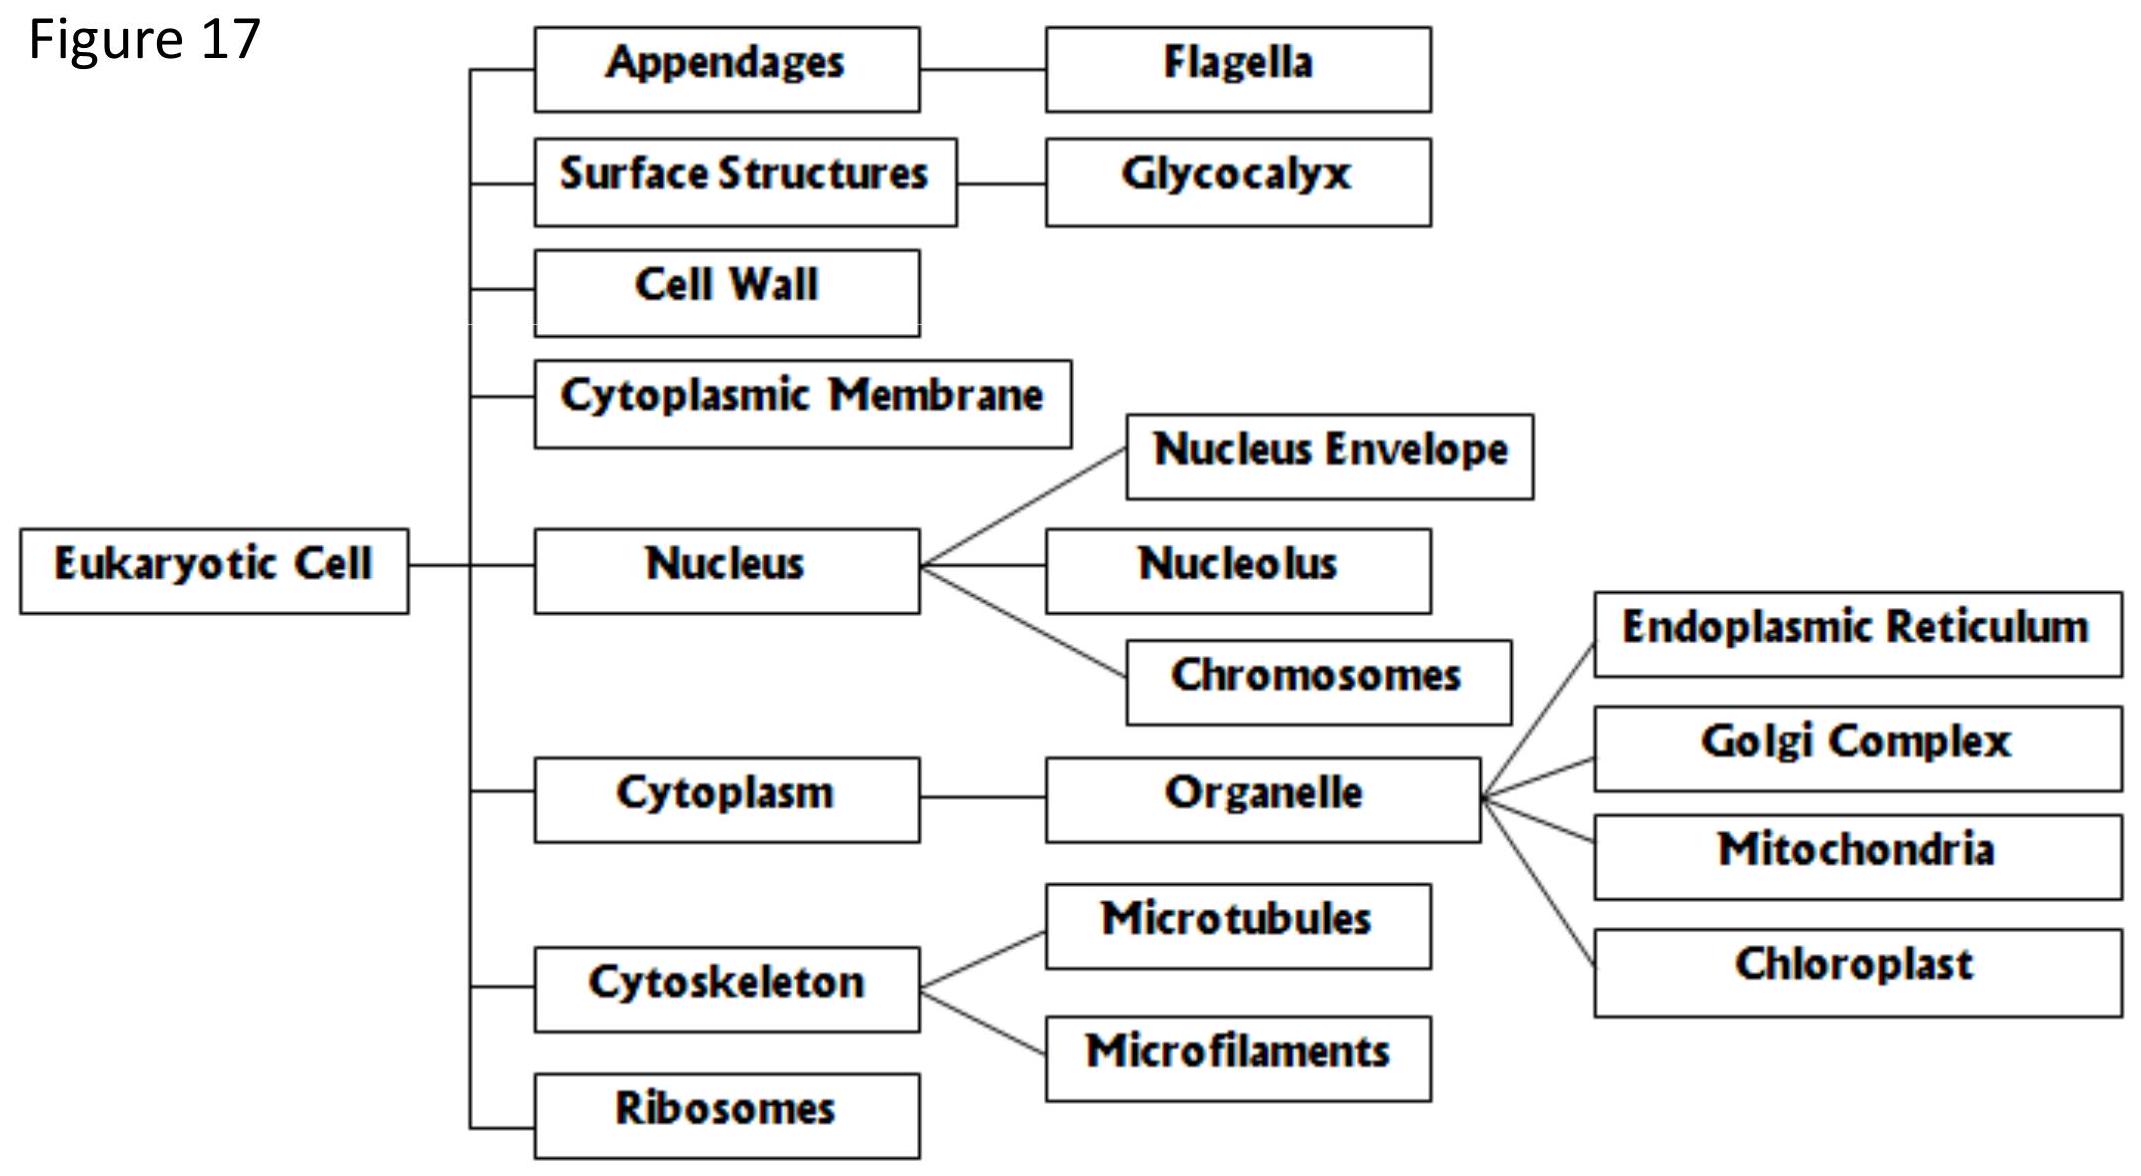 Figure 17
Appendages
Flagella
Surface Structures
Glycocalyx
Cell Wall
Cytoplasmic Membrane
Nucleus Envelope
Eukaryotic Cell
Nucleus
Nucleolus
Chromosomes
Endoplasmic Reticulum
Golgi Complex
Cytoplasm
Organelle
Mitochondria
Chloroplast
Microtubules
Cytoskeleton
Microfilaments
Ribosomes